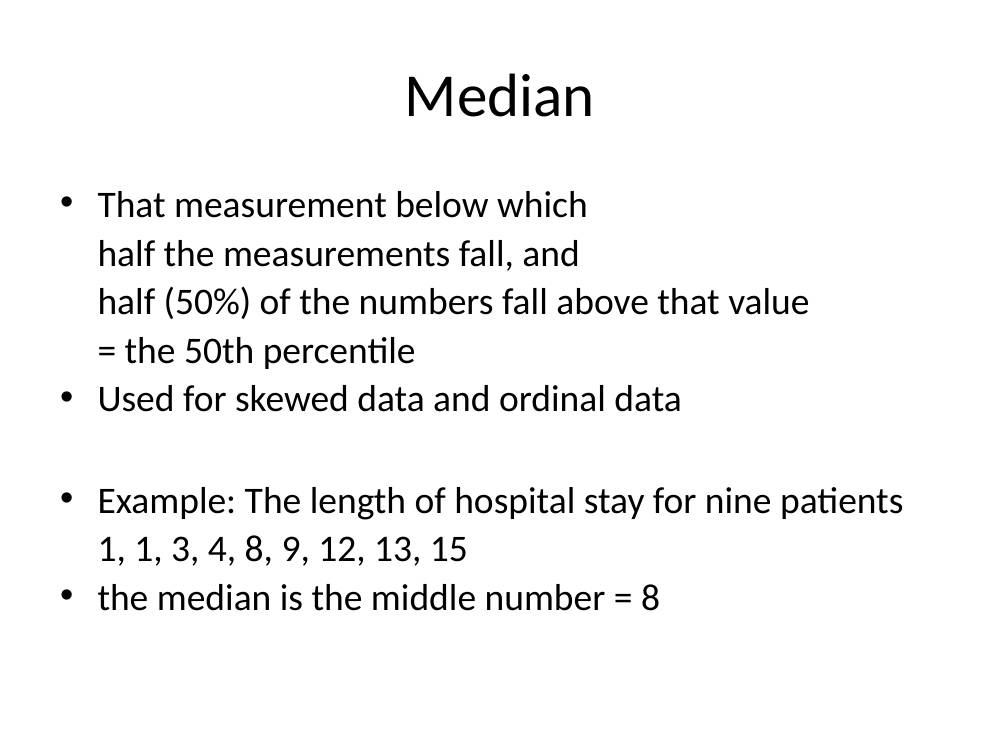 Median
• That measurement below which
half the measurements fall, and
half (50%) of the numbers fall above that value
= the 50th percentile
• Used for skewed data and ordinal data
• Example: The length of hospital stay for nine patients
1, 1, 3, 4, 8, 9, 12, 13, 15
• the median is the middle number = 8